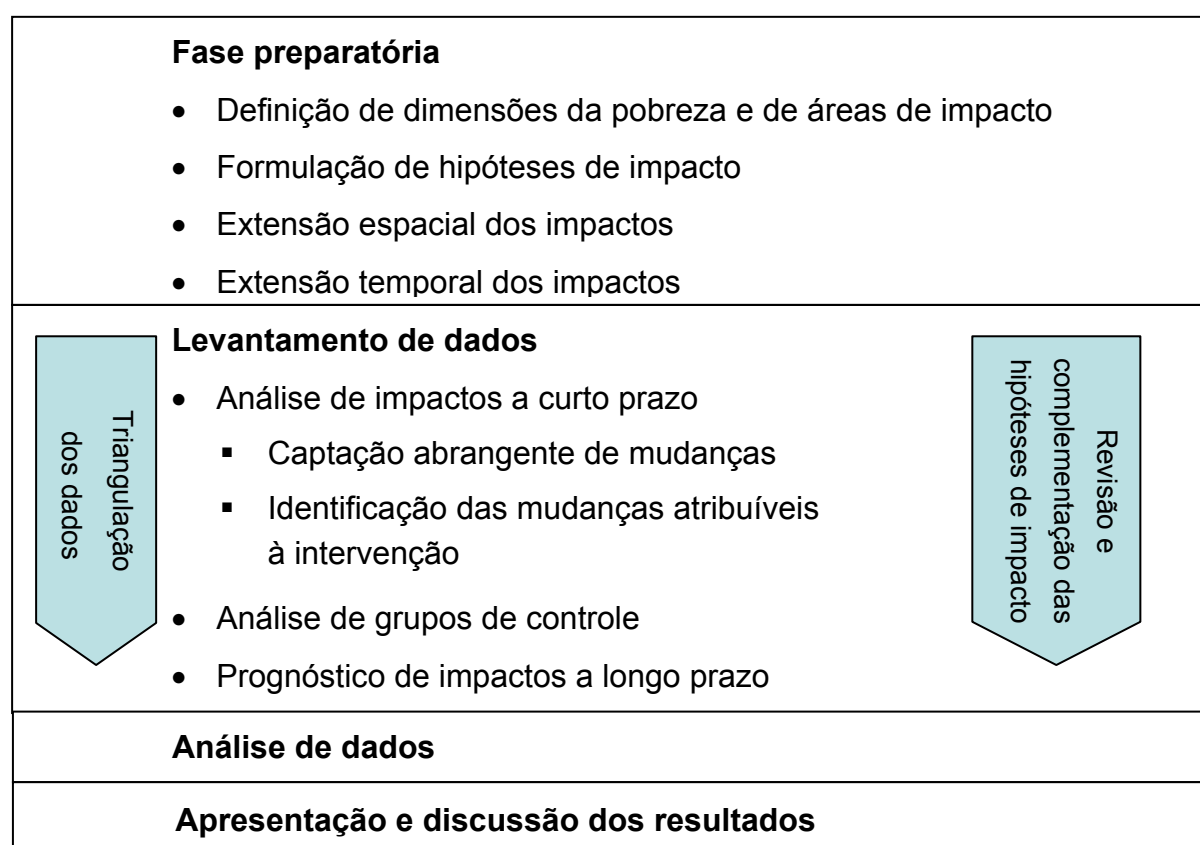 Fase preparatória
• Definição de dimensões da pobreza e de áreas de impacto
• Formulação de hipóteses de impacto
• Extensão espacial dos impactos
• Extensão temporal dos impactos
Levantamento de dados
• Análise de impactos a curto prazo
▪ Captação abrangente de mudanças
▪ Identificação das mudanças atribuíveis
à intervenção
• Análise de grupos de controle
• Prognóstico de impactos a longo prazo
Triangulação
dos dados
Revisão e
complementação das
hipóteses de impacto
Análise de dados
Apresentação e discussão dos resultados